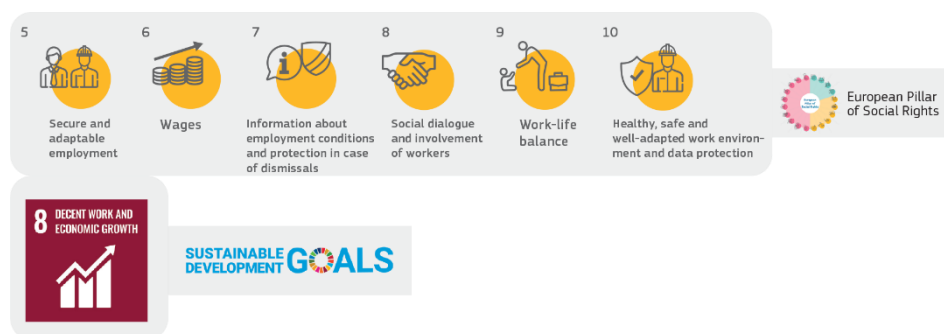 5
6
7
8
9
10
Secure and
adaptable
employment
Wages
Information about
employment conditions
and protection in case
of dismissals
Social dialogue
and involvement
of workers
Work-life
balance
Healthy, safe and
well-adapted work environ-
ment and data protection
European Pillar
of Social Rights
8 DECENT WORK AND
ECONOMIC GROWTH
SUSTAINABLE
DEVELOPMENT
GOALS